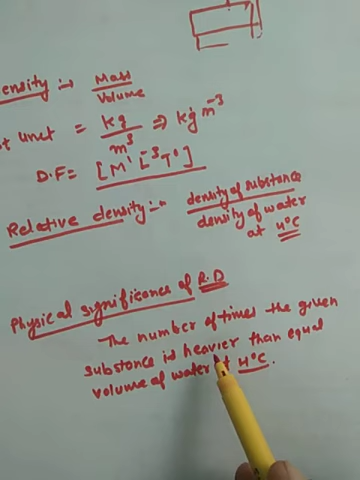 ensity :- Mass
Volume
unit = kg ⇒ kg m⁻³
m³
D.F = [M¹ L⁻³ T⁰]
Relative density :- density of substance
density of water
at 4°C
Physical significance of R.D
The number of times the given
substance is heavier than equal
volume of water 4°C.